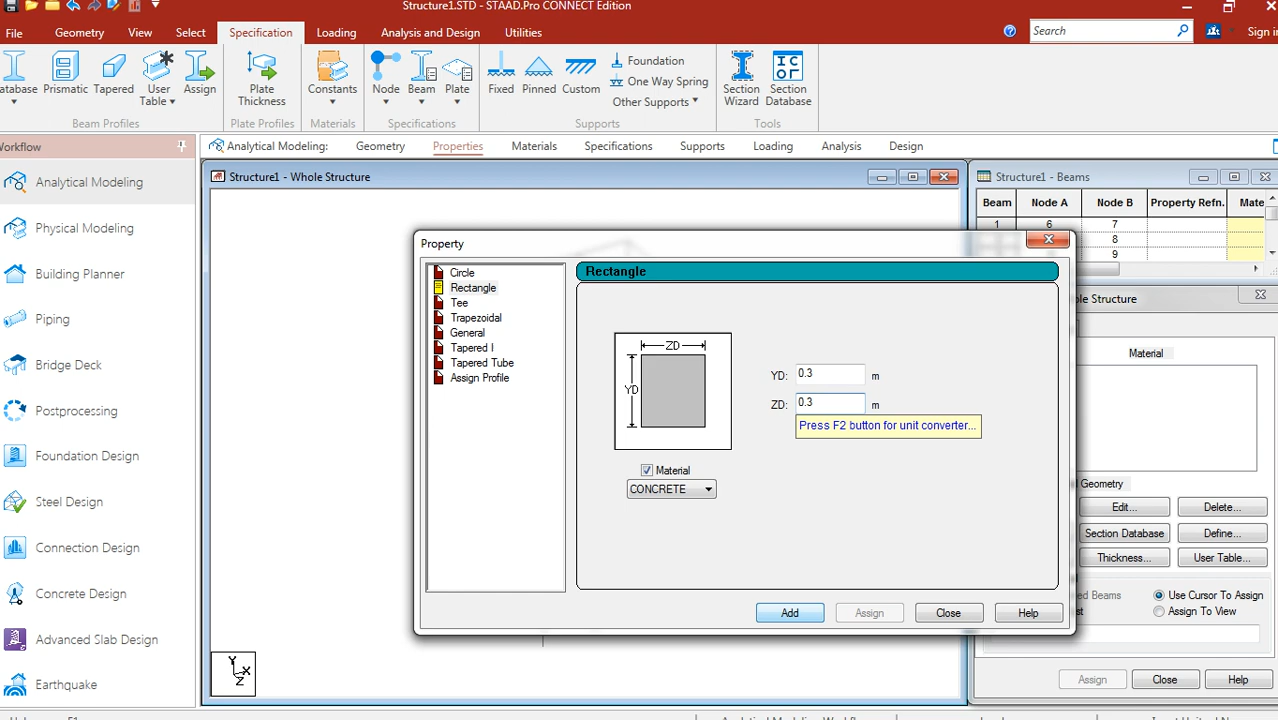 Structure1.STD - STAAD.Pro CONNECT Edition
File Geometry View Select Specification Loading Analysis and Design Utilities Search Sign in
Database Prismatic Tapered User Table Assign
Plate Thickness
Constants
Node Beam Plate
Fixed Pinned Custom
Foundation
One Way Spring
Other Supports
Section Wizard Section Database
Beam Profiles Plate Profiles Materials Specifications Supports Tools
Workflow
Analytical Modeling: Geometry Properties Materials Specifications Supports Loading Analysis Design
Analytical Modeling
Physical Modeling
Building Planner
Piping
Bridge Deck
Postprocessing
Foundation Design
Steel Design
Connection Design
Concrete Design
Advanced Slab Design
Earthquake
Structure1 - Whole Structure
Y
X
Z
Structure1 - Beams
Beam Node A Node B Property Refn. Mate
1 6 7
8
9
Property
Circle
Rectangle
Tee
Trapezoidal
General
Tapered I
Tapered Tube
Assign Profile
Rectangle
ZD
YD
YD: 0.3 m
ZD: 0.3 m
Press F2 button for unit converter...
Material
CONCRETE
Add Assign Close Help
le Structure
Material
Geometry
Edit... Delete...
Section Database Define...
Thickness... User Table...
ed Beams Use Cursor To Assign
st Assign To View
Assign Close Help